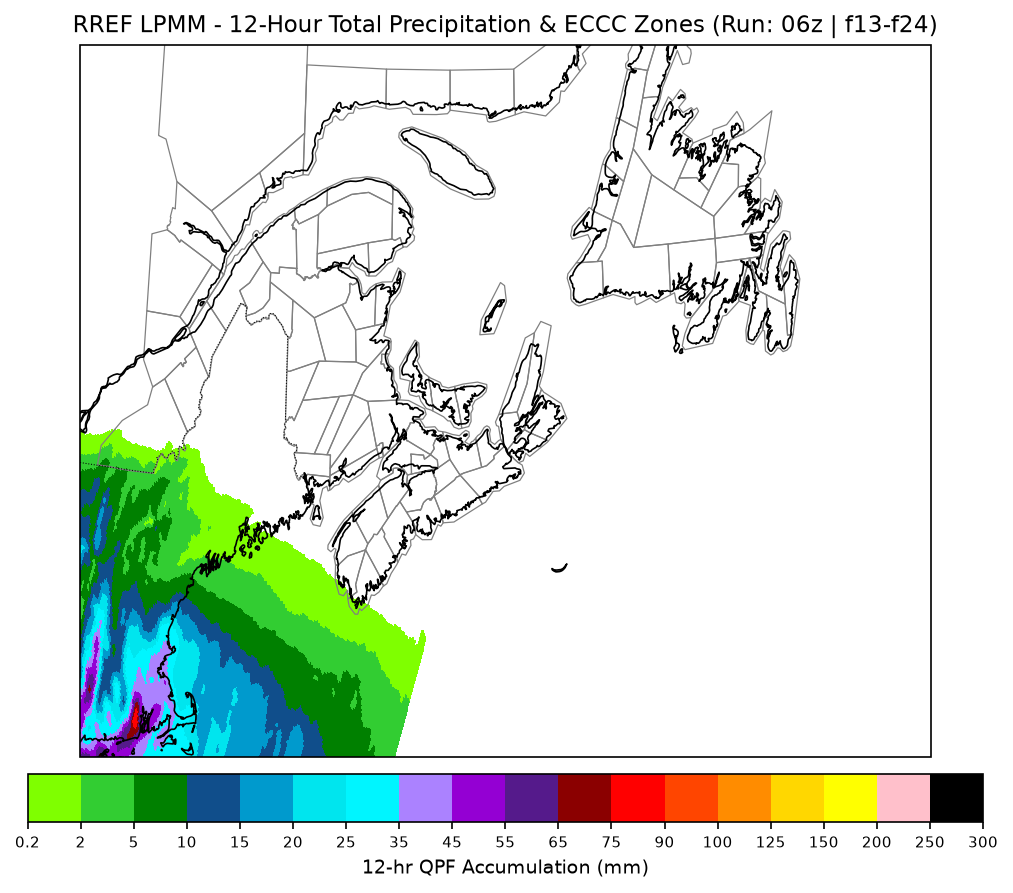 RREF LPMM - 12-Hour Total Precipitation & ECCC Zones (Run: 06z | f13-f24)
0.2 2 5 10 15 20 25 35 45 55 65 75 90 100 125 150 200 250 300
12-hr QPF Accumulation (mm)